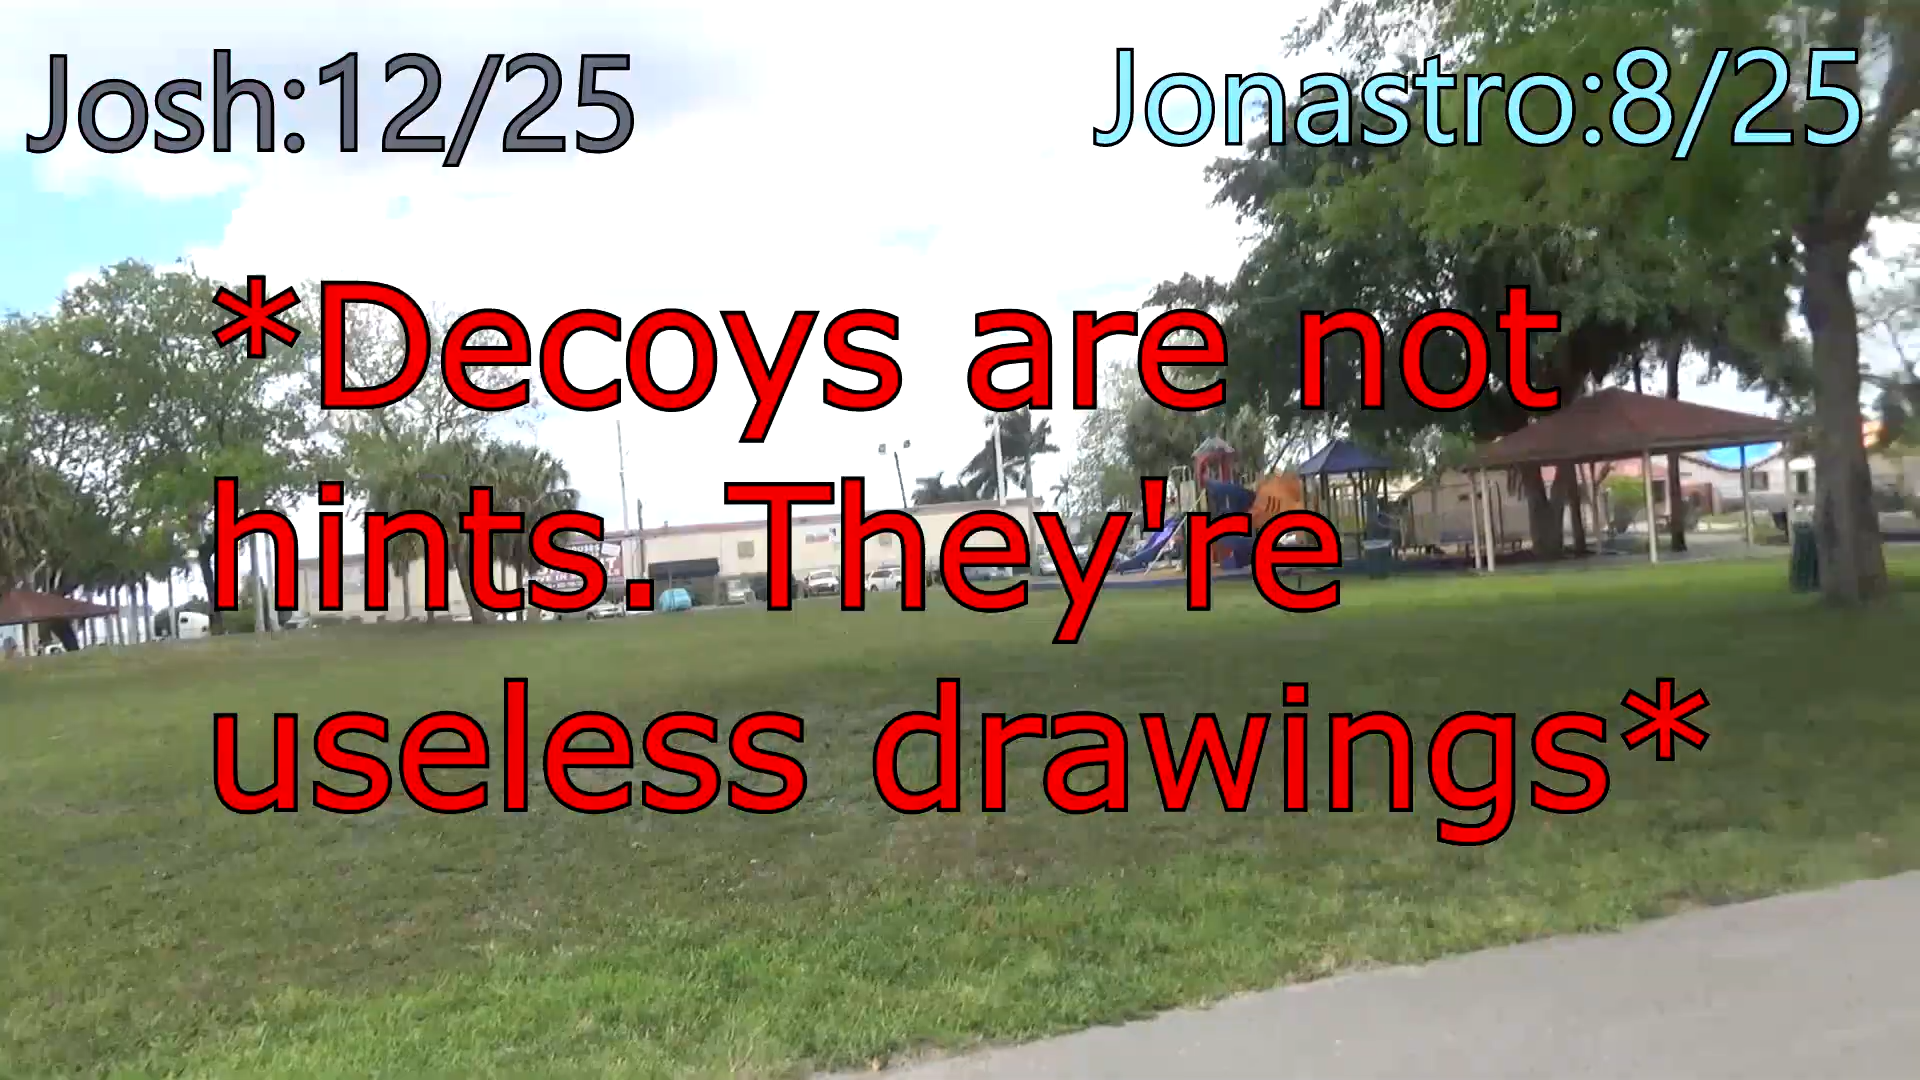 Josh:12/25
Jonastro:8/25
*Decoys are not
hints. They're
useless drawings*